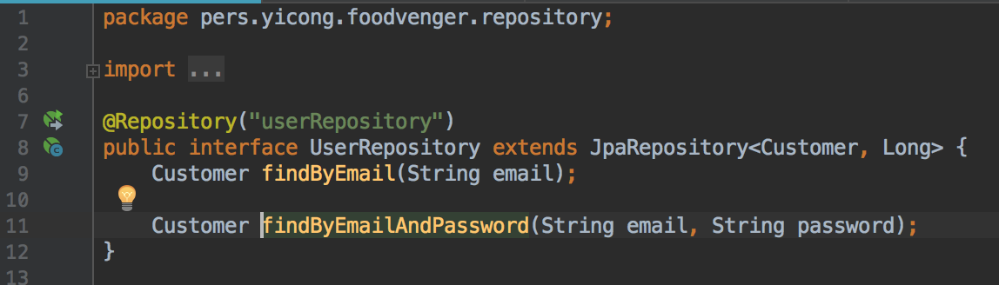 1 package pers.yicong.foodvenger.repository;
2
3 import ...
6
7 @Repository("userRepository")
8 public interface UserRepository extends JpaRepository<Customer, Long> {
9 Customer findByEmail(String email);
10
11 Customer findByEmailAndPassword(String email, String password);
12 }
13